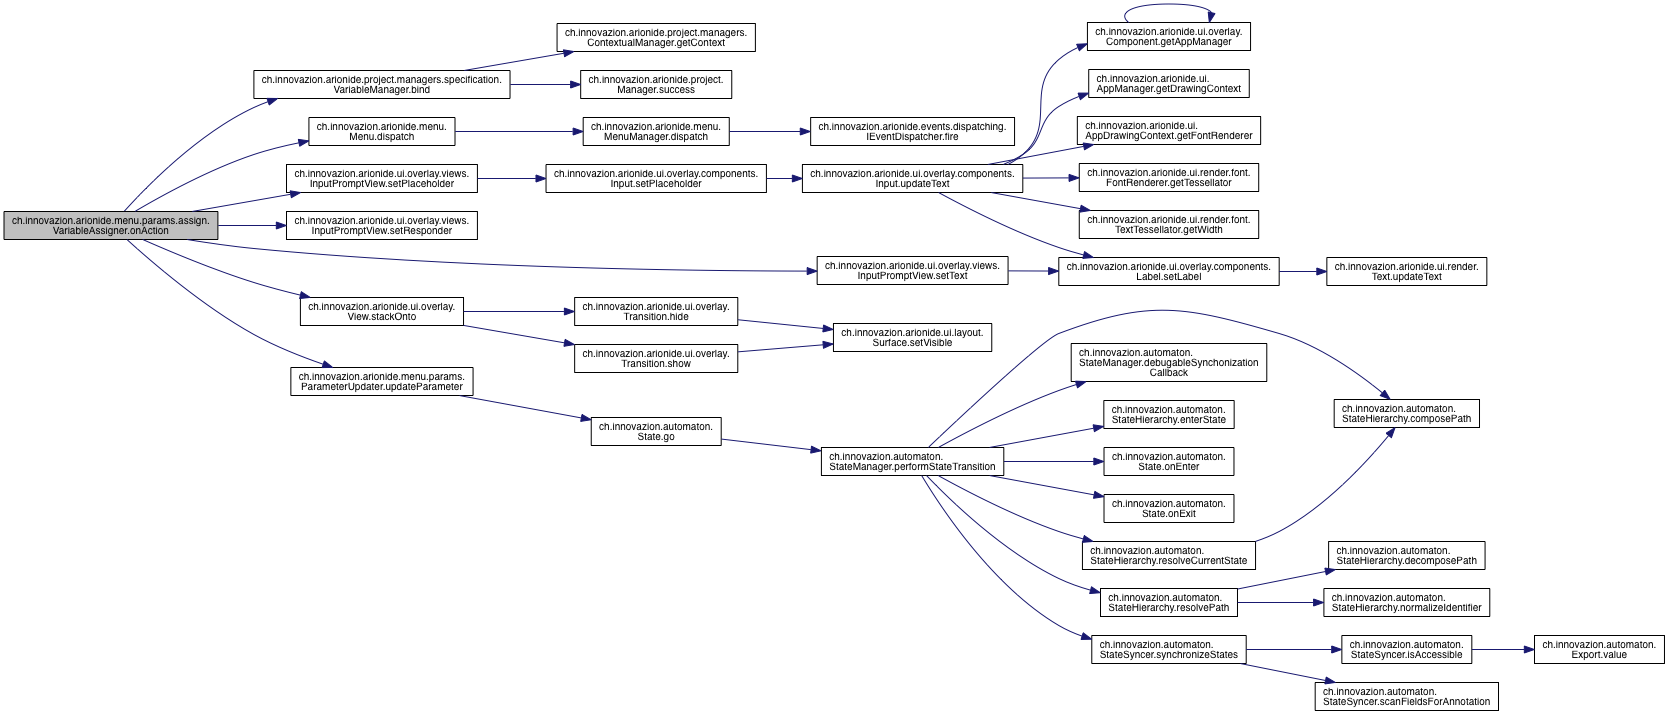 ch.innovazion.arionide.menu.params.assign.
VariableAssigner.onAction
ch.innovazion.arionide.project.managers.specification.
VariableManager.bind
ch.innovazion.arionide.project.managers.
ContextualManager.getContext
ch.innovazion.arionide.project.
Manager.success
ch.innovazion.arionide.menu.
Menu.dispatch
ch.innovazion.arionide.menu.
MenuManager.dispatch
ch.innovazion.arionide.events.dispatching.
IEventDispatcher.fire
ch.innovazion.arionide.ui.overlay.views.
InputPromptView.setPlaceholder
ch.innovazion.arionide.ui.overlay.components.
Input.setPlaceholder
ch.innovazion.arionide.ui.overlay.components.
Input.updateText
ch.innovazion.arionide.ui.overlay.
Component.getAppManager
ch.innovazion.arionide.ui.
AppManager.getDrawingContext
ch.innovazion.arionide.ui.
AppDrawingContext.getFontRenderer
ch.innovazion.arionide.ui.render.font.
FontRenderer.getTessellator
ch.innovazion.arionide.ui.render.font.
TextTessellator.getWidth
ch.innovazion.arionide.ui.overlay.components.
Label.setLabel
ch.innovazion.arionide.ui.render.
Text.updateText
ch.innovazion.arionide.ui.overlay.views.
InputPromptView.setResponder
ch.innovazion.arionide.ui.overlay.views.
InputPromptView.setText
ch.innovazion.arionide.ui.overlay.
View.stackOnto
ch.innovazion.arionide.ui.overlay.
Transition.hide
ch.innovazion.arionide.ui.overlay.
Transition.show
ch.innovazion.arionide.ui.layout.
Surface.setVisible
ch.innovazion.arionide.menu.params.
ParameterUpdater.updateParameter
ch.innovazion.automaton.
State.go
ch.innovazion.automaton.
StateManager.performStateTransition
ch.innovazion.automaton.
StateManager.debugableSynchonization
Callback
ch.innovazion.automaton.
StateHierarchy.enterState
ch.innovazion.automaton.
State.onEnter
ch.innovazion.automaton.
State.onExit
ch.innovazion.automaton.
StateHierarchy.resolveCurrentState
ch.innovazion.automaton.
StateHierarchy.composePath
ch.innovazion.automaton.
StateHierarchy.resolvePath
ch.innovazion.automaton.
StateHierarchy.decomposePath
ch.innovazion.automaton.
StateHierarchy.normalizeIdentifier
ch.innovazion.automaton.
StateSyncer.synchronizeStates
ch.innovazion.automaton.
StateSyncer.isAccessible
ch.innovazion.automaton.
Export.value
ch.innovazion.automaton.
StateSyncer.scanFieldsForAnnotation